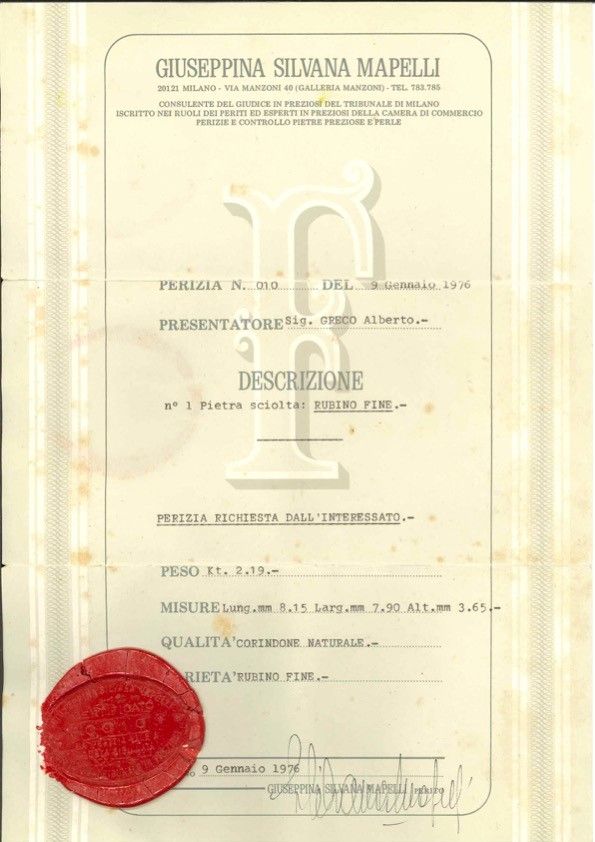 GIUSEPPINA SILVANA MAPELLI
20121 MILANO - VIA MANZONI 40 (GALLERIA MANZONI) - TEL. 783.785
CONSULENTE DEL GIUDICE IN PREZIOSI DEL TRIBUNALE DI MILANO
ISCRITTO NEI RUOLI DEI PERITI ED ESPERTI IN PREZIOSI DELLA CAMERA DI COMMERCIO
PERIZIE E CONTROLLO PIETRE PREZIOSE E PERLE
F
PERIZIA N. 010 DEL 9 Gennaio 1976
PRESENTATORE Sig. GRECO Alberto.-
DESCRIZIONE
n° 1 Pietra sciolta: RUBINO FINE.-
PERIZIA RICHIESTA DALL'INTERESSATO.-
PESO Kt. 2.19.-
MISURE Lung.mm 8.15 Larg.mm 7.90 Alt.mm 3.65.-
QUALITA' CORINDONE NATURALE.-
RIETA' RUBINO FINE.-
9 Gennaio 1976
GIUSEPPINA SILVANA MAPELLI PERITO